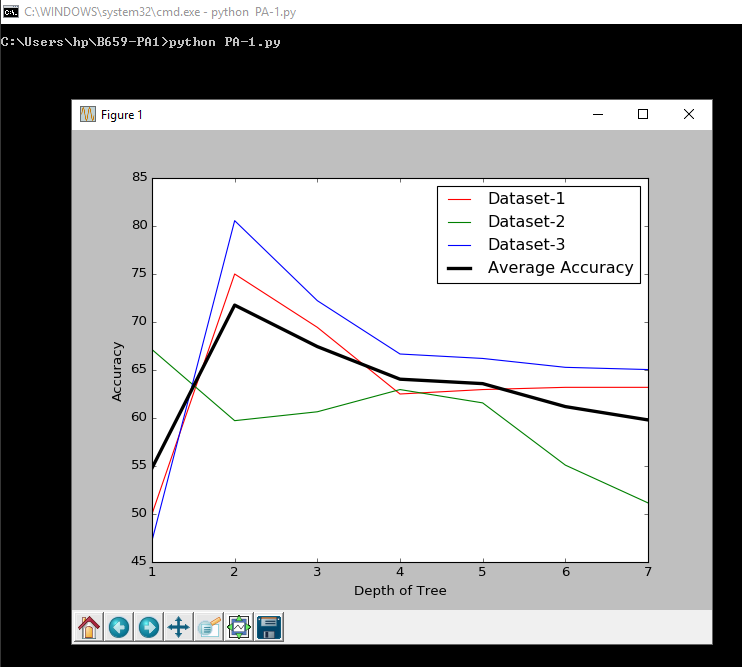 C:\WINDOWS\system32\cmd.exe - python  PA-1.py
C:\Users\hp\B659-PA1>python PA-1.py
Figure 1
85
80
75
70
65
60
55
50
45
Accuracy
Dataset-1
Dataset-2
Dataset-3
Average Accuracy
1 2 3 4 5 6 7
Depth of Tree